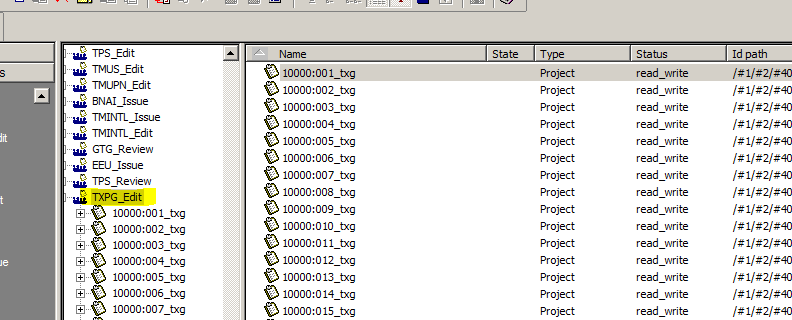 TPS_Edit
TMUS_Edit
TMUPN_Edit
BNAI_Issue
TMINTL_Issue
TMINTL_Edit
GTG_Review
EEU_Issue
TPS_Review
TXPG_Edit
10000:001_txg
10000:002_txg
10000:003_txg
10000:004_txg
10000:005_txg
10000:006_txg
10000:007_txg
Name State Type Status Id path
10000:001_txg Project read_write /#1/#2/#40
10000:002_txg Project read_write /#1/#2/#40
10000:003_txg Project read_write /#1/#2/#40
10000:004_txg Project read_write /#1/#2/#40
10000:005_txg Project read_write /#1/#2/#40
10000:006_txg Project read_write /#1/#2/#40
10000:007_txg Project read_write /#1/#2/#40
10000:008_txg Project read_write /#1/#2/#40
10000:009_txg Project read_write /#1/#2/#40
10000:010_txg Project read_write /#1/#2/#40
10000:011_txg Project read_write /#1/#2/#40
10000:012_txg Project read_write /#1/#2/#40
10000:013_txg Project read_write /#1/#2/#40
10000:014_txg Project read_write /#1/#2/#40
10000:015_txg Project read_write /#1/#2/#40